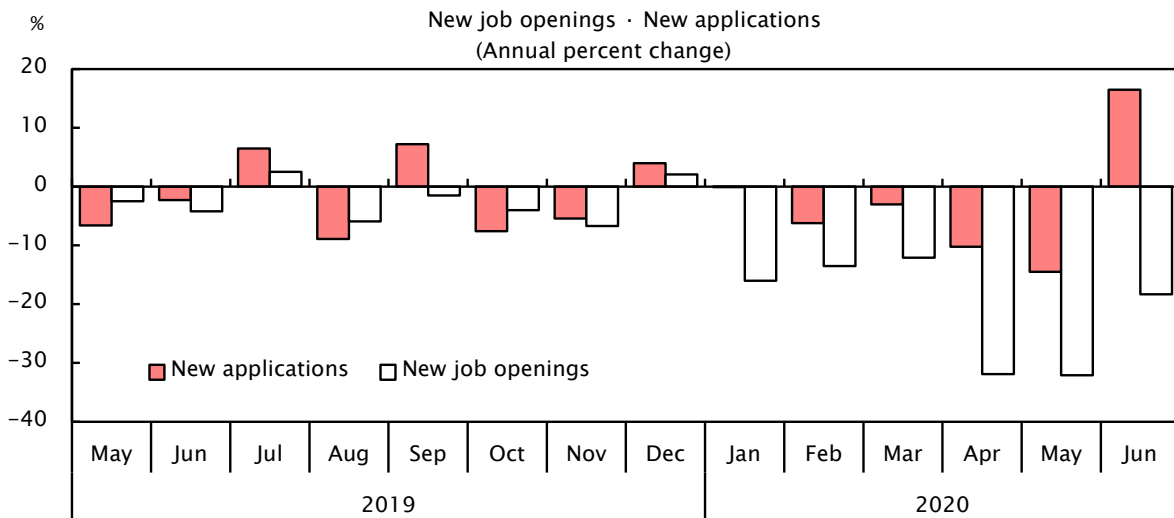 New job openings · New applications
%
(Annual percent change)
20
10
0
−10
−20
−30
−40
New applications New job openings
May Jun Jul Aug Sep Oct Nov Dec Jan Feb Mar Apr May Jun
2019 2020